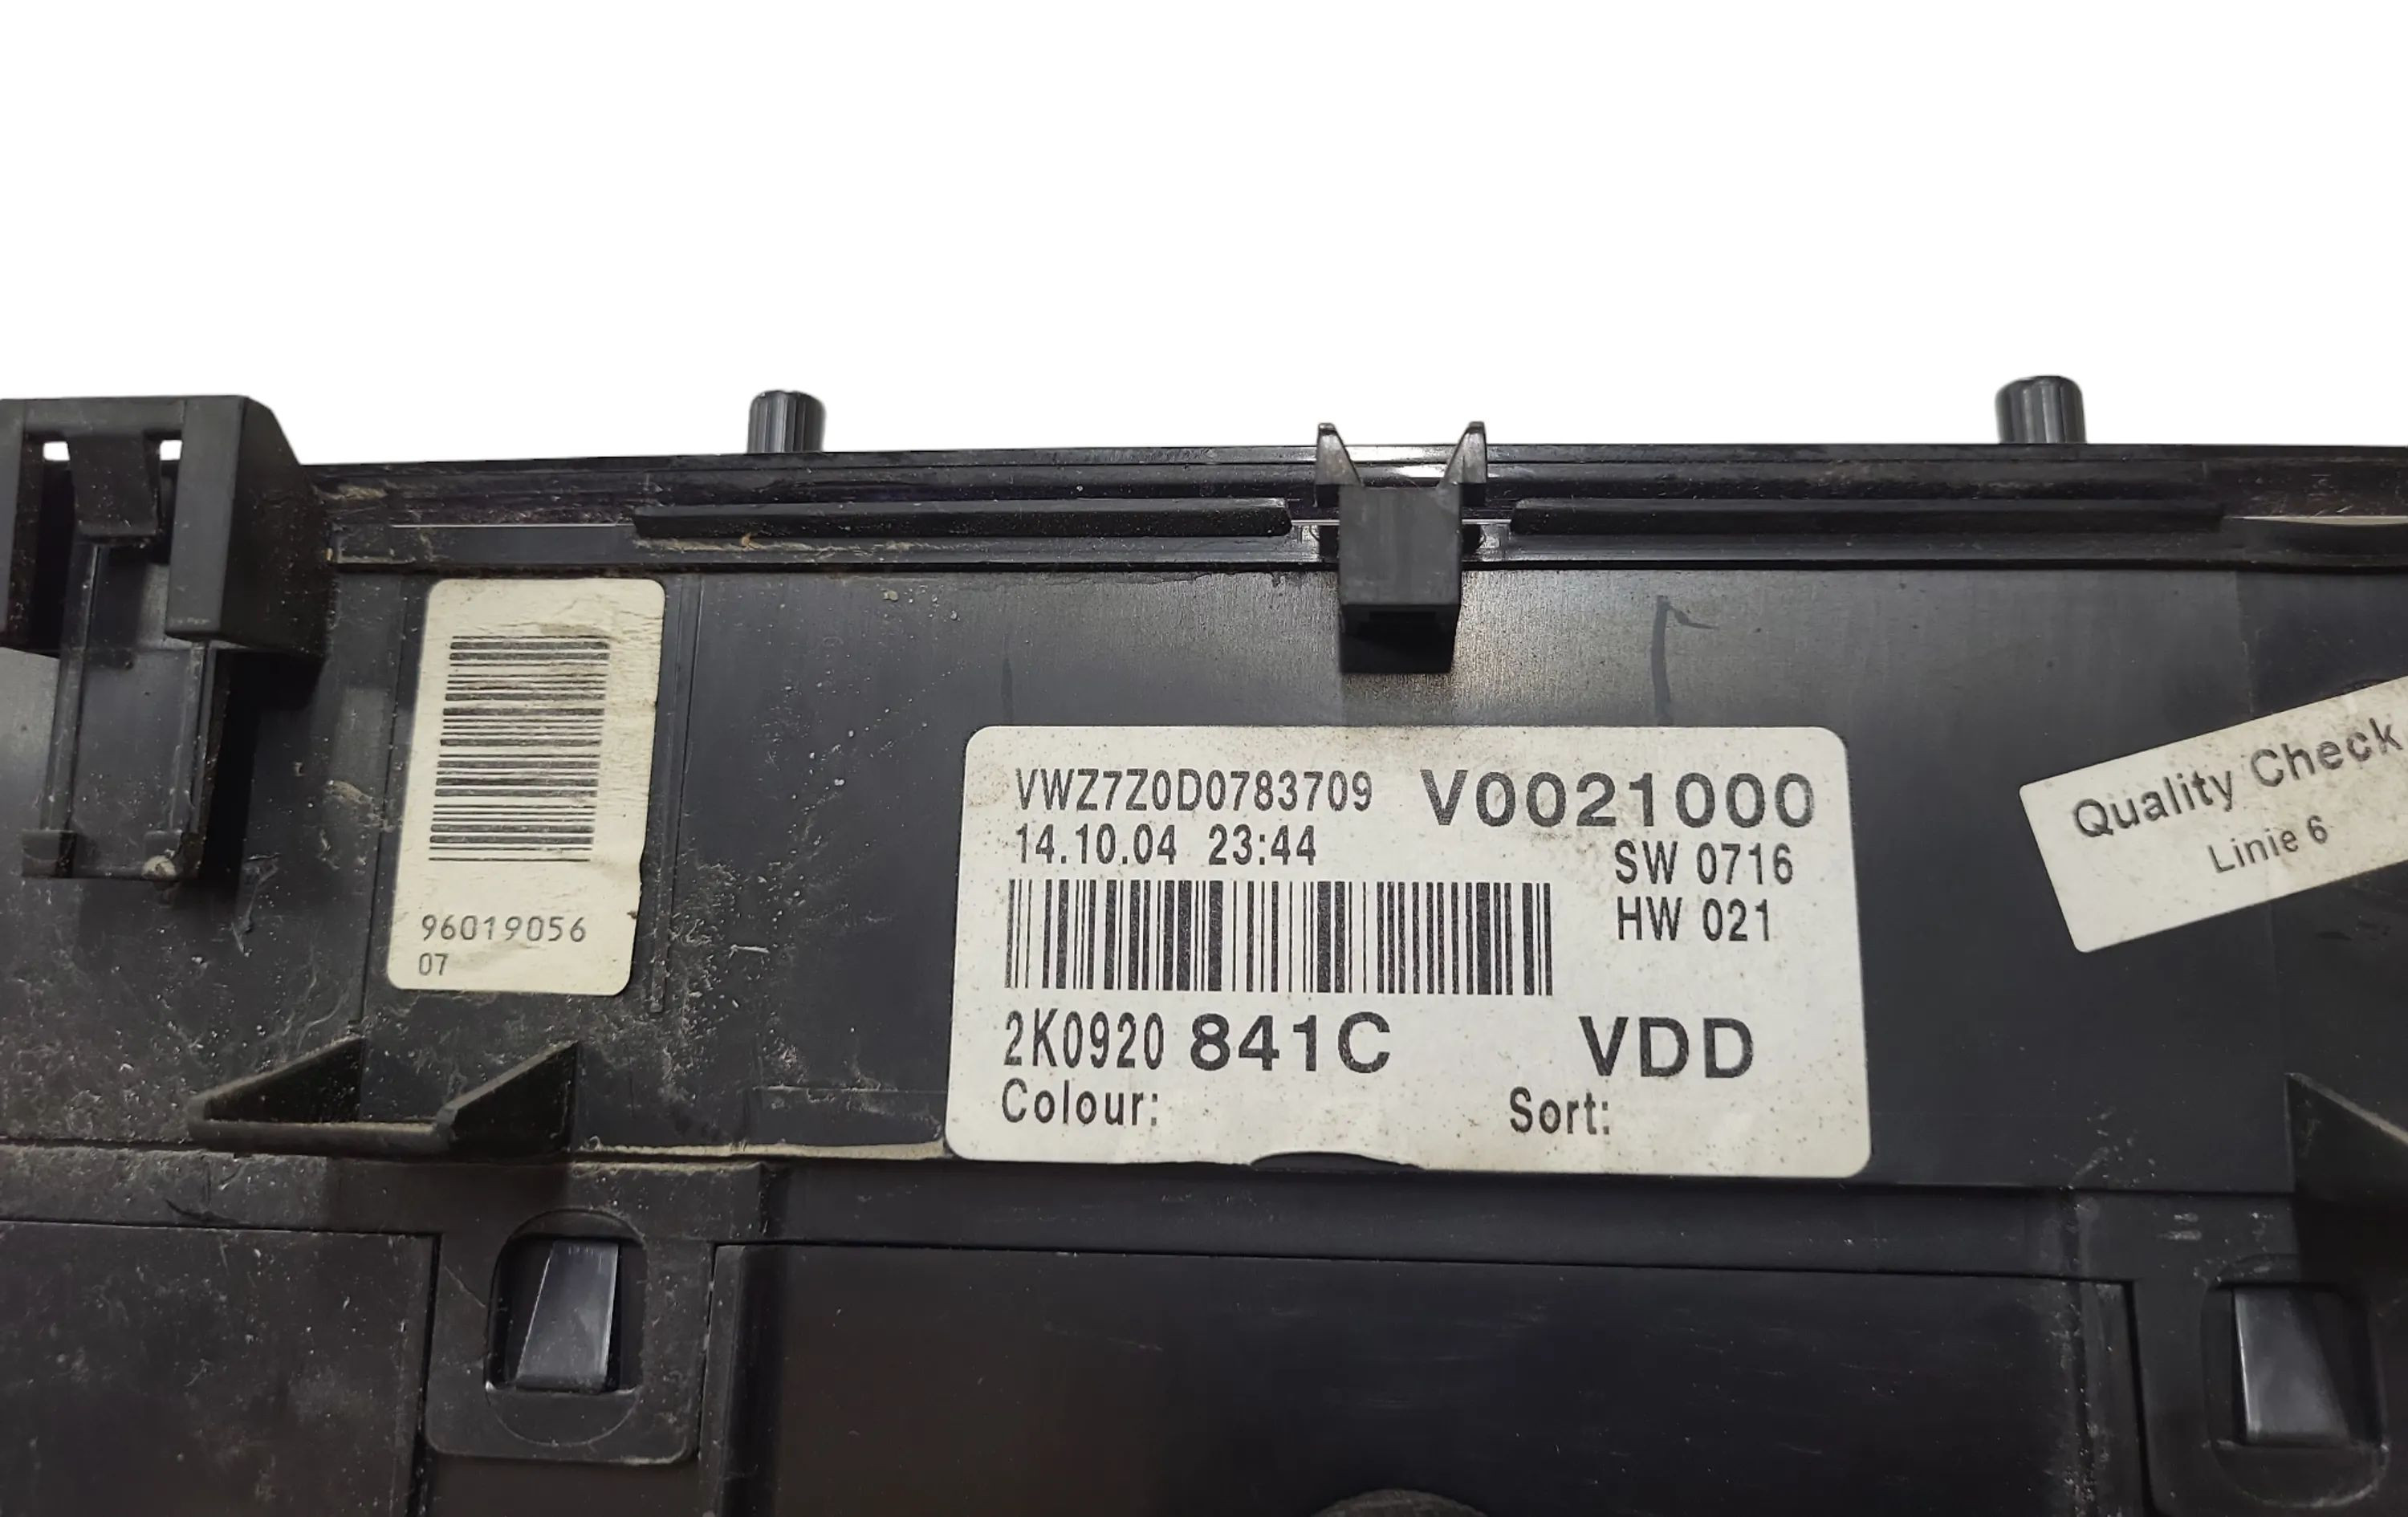 96019056
07
VWZ7Z0D0783709 V0021000
14.10.04 23:44 SW 0716
HW 021
2K0920 841C VDD
Colour: Sort:
Quality Check
Linie 6